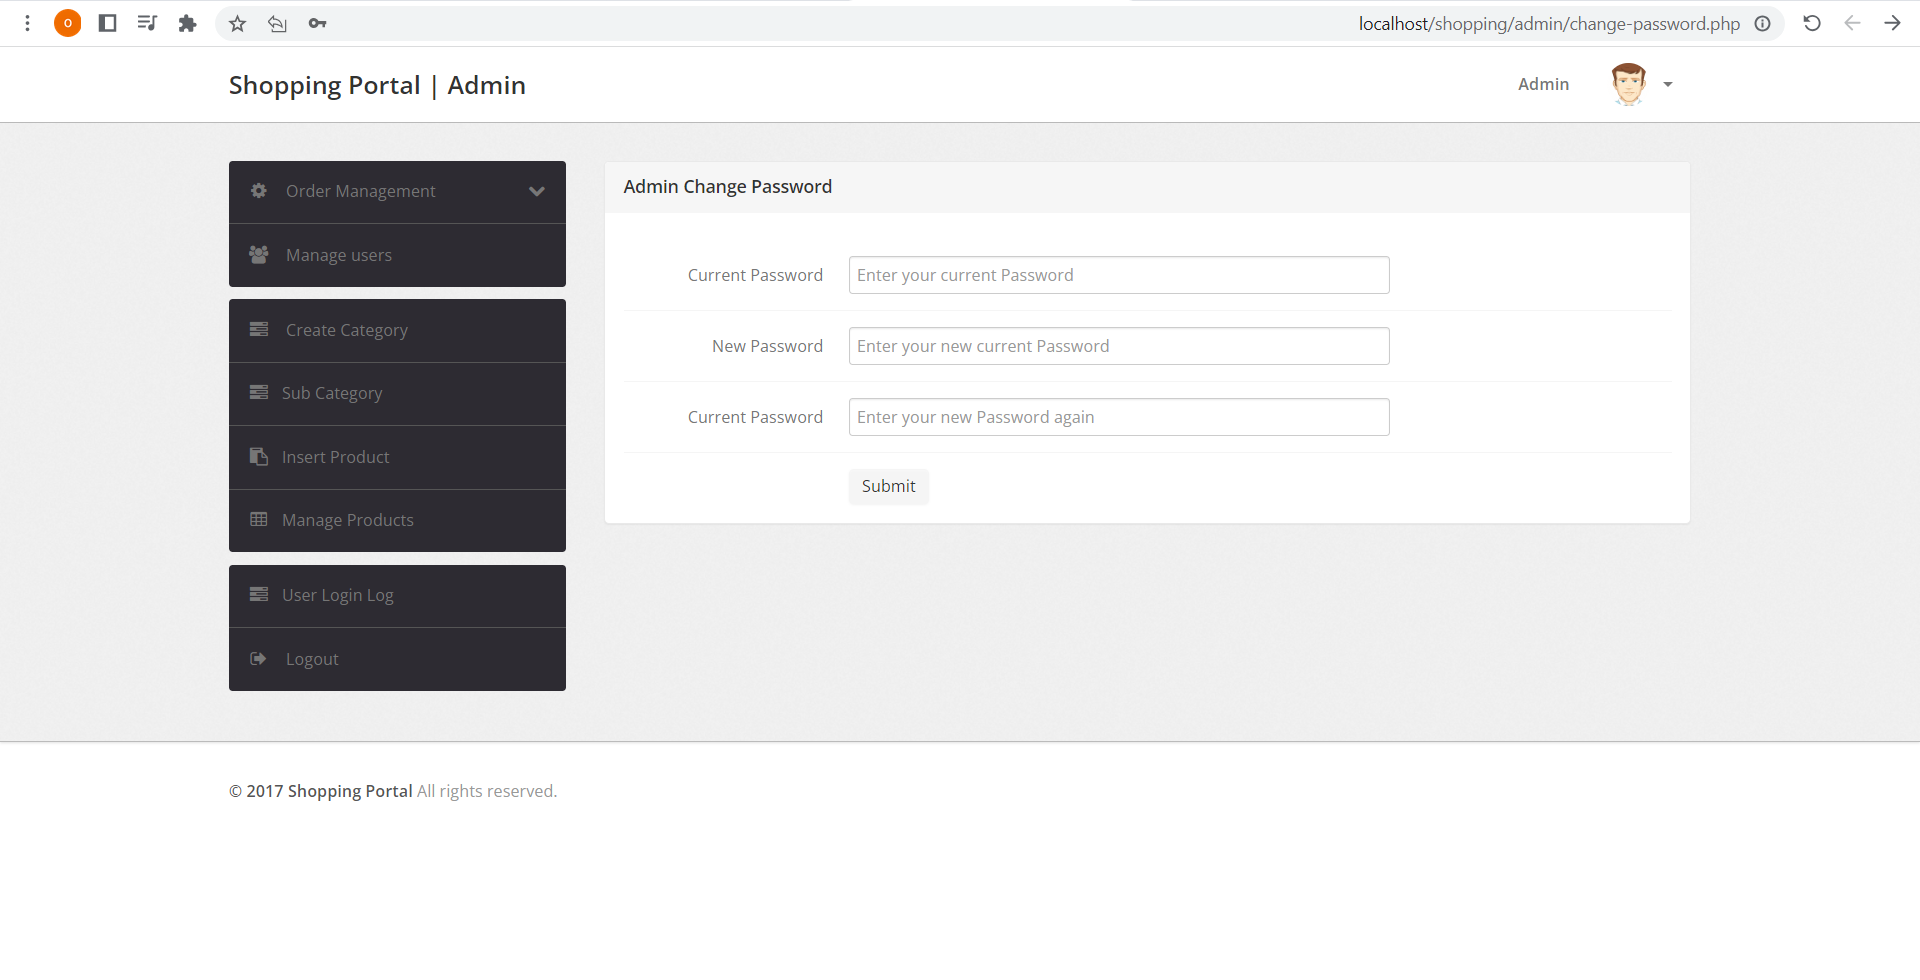 O
localhost/shopping/admin/change-password.php
Shopping Portal | Admin
Admin
Order Management
Manage users
Create Category
Sub Category
Insert Product
Manage Products
User Login Log
Logout
Admin Change Password
Current Password Enter your current Password
New Password Enter your new current Password
Current Password Enter your new Password again
Submit
© 2017 Shopping Portal All rights reserved.